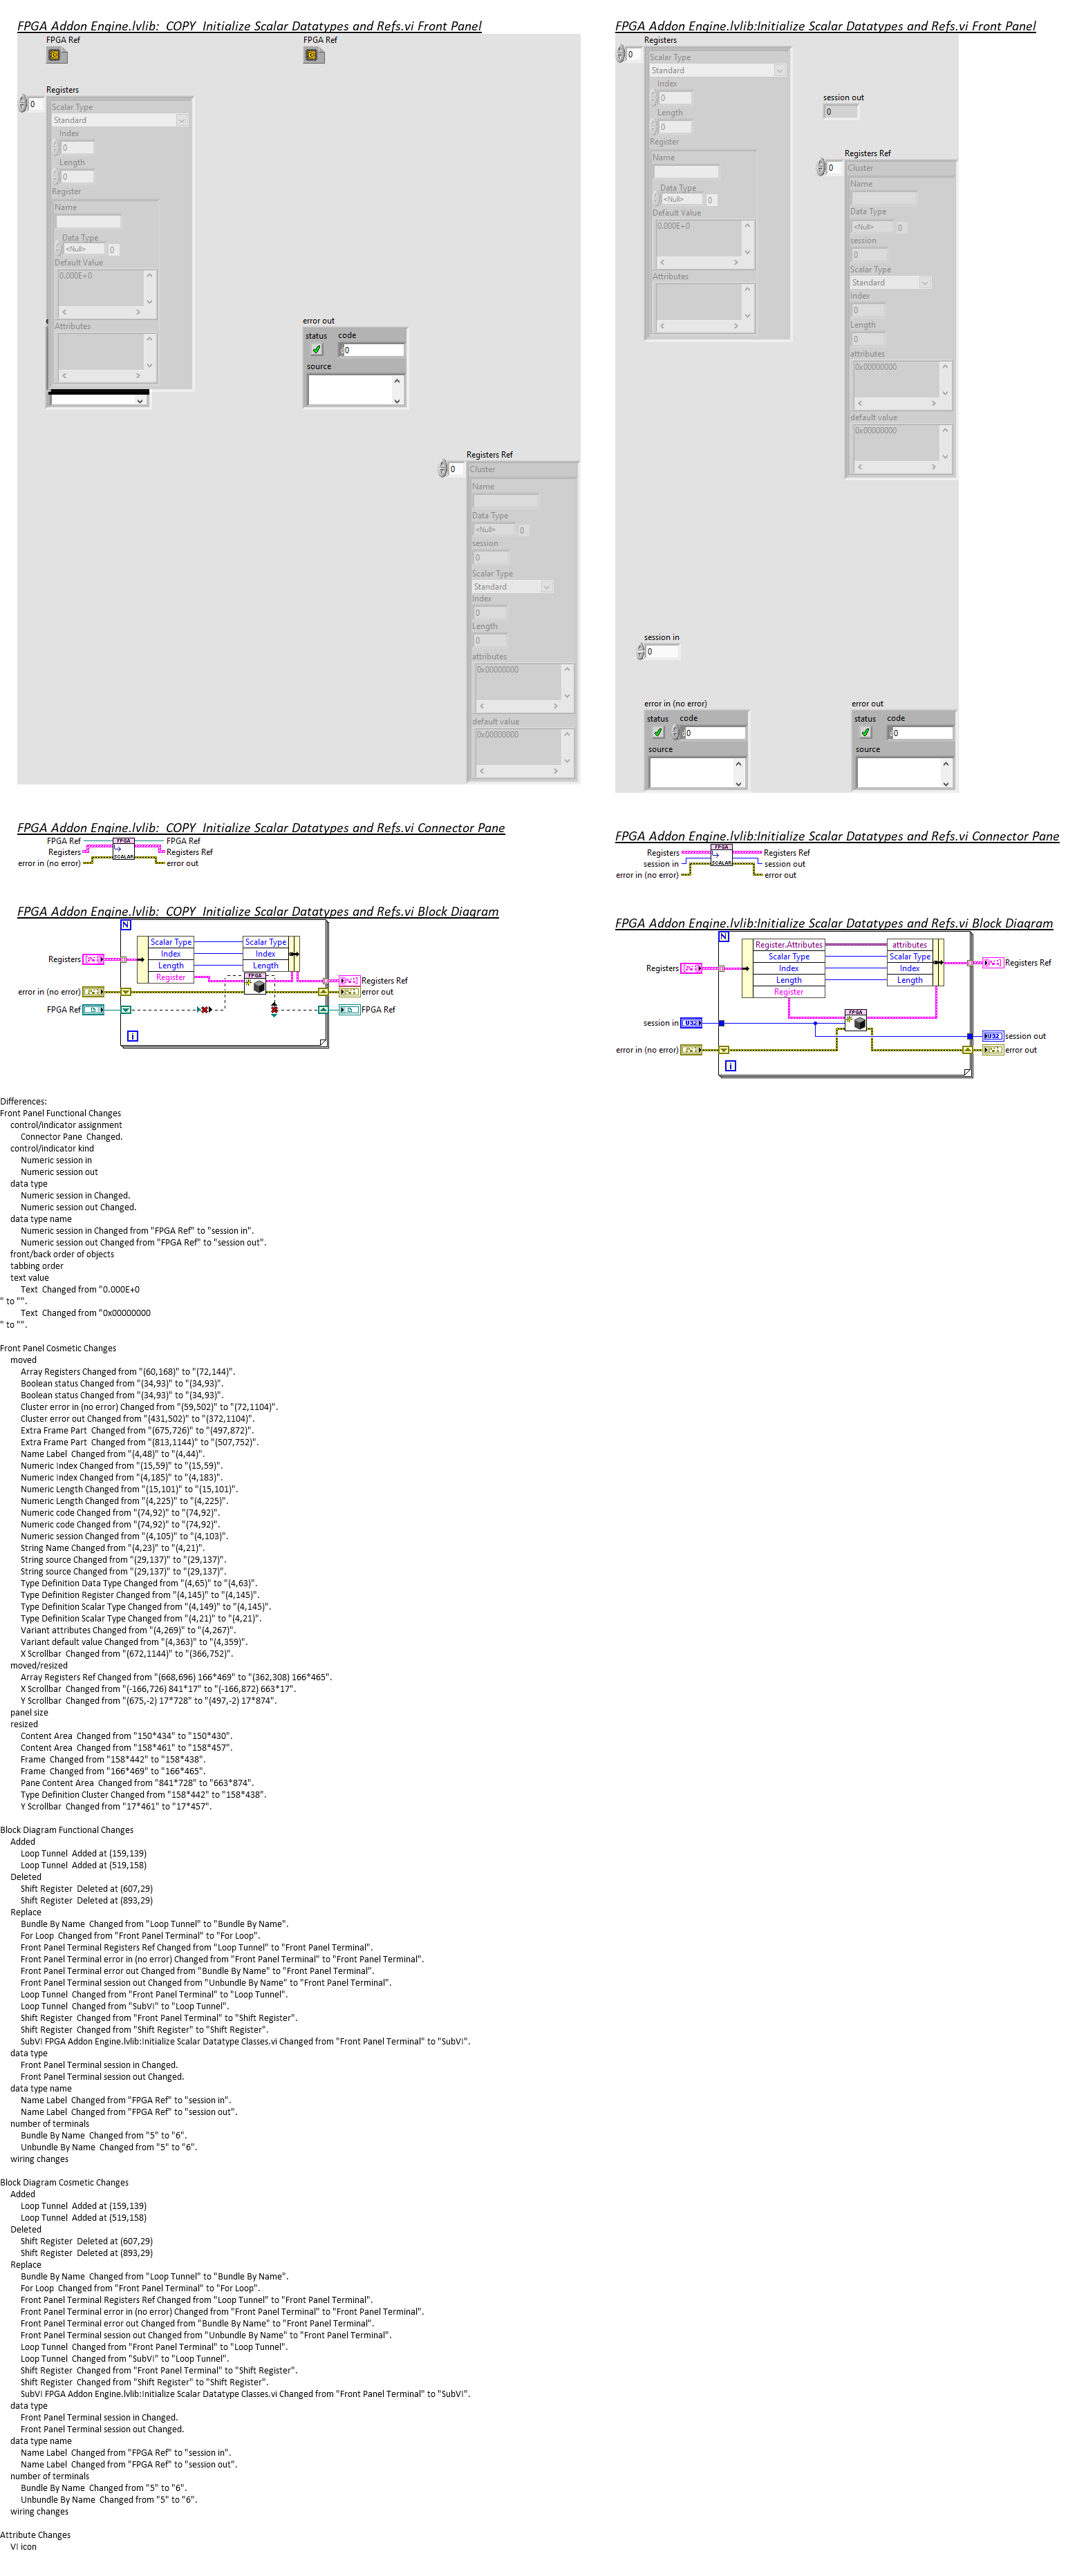 FPGA Addon Engine.lvlib:  COPY  Initialize Scalar Datatypes and Refs.vi Front Panel
FPGA Ref
FPGA Ref
Registers
0
Scalar Type
Standard
Index
0
Length
0
Register
Name
Data Type
<Null> 0
Default Value
0.000E+0
Attributes
error out
status code
0
source
Registers Ref
0
Cluster
Name
Data Type
<Null> 0
session
0
Scalar Type
Standard
Index
0
Length
0
attributes
0x00000000
default value
0x00000000
FPGA Addon Engine.lvlib:Initialize Scalar Datatypes and Refs.vi Front Panel
Registers
0
Scalar Type
Standard
Index
0
Length
0
Register
Name
Data Type
<Null> 0
Default Value
0.000E+0
Attributes
session out
0
Registers Ref
0
Cluster
Name
Data Type
<Null> 0
session
0
Scalar Type
Standard
Index
0
Length
0
attributes
0x00000000
default value
0x00000000
session in
0
error in (no error)
status code
0
source
error out
status code
0
source
FPGA Addon Engine.lvlib:  COPY  Initialize Scalar Datatypes and Refs.vi Connector Pane
FPGA Ref FPGA FPGA Ref
Registers Registers Ref
error in (no error) SCALAR error out
FPGA Addon Engine.lvlib:Initialize Scalar Datatypes and Refs.vi Connector Pane
Registers FPGA Registers Ref
session in session out
error in (no error) SCALAR error out
FPGA Addon Engine.lvlib:  COPY  Initialize Scalar Datatypes and Refs.vi Block Diagram
N
Scalar Type Scalar Type
Index Index
Registers Length Length
Register FPGA Registers Ref
error in (no error) error out
FPGA Ref FPGA Ref
i
FPGA Addon Engine.lvlib:Initialize Scalar Datatypes and Refs.vi Block Diagram
N
Register.Attributes attributes
Scalar Type Scalar Type
Registers Index Index Registers Ref
Length Length
Register
FPGA
session in U32
U32 session out
error in (no error) error out
i
Differences:
Front Panel Functional Changes
control/indicator assignment
Connector Pane  Changed.
control/indicator kind
Numeric session in
Numeric session out
data type
Numeric session in Changed.
Numeric session out Changed.
data type name
Numeric session in Changed from "FPGA Ref" to "session in".
Numeric session out Changed from "FPGA Ref" to "session out".
front/back order of objects
tabbing order
text value
Text  Changed from "0.000E+0
" to "".
Text  Changed from "0x00000000
" to "".
Front Panel Cosmetic Changes
moved
Array Registers Changed from "(60,168)" to "(72,144)".
Boolean status Changed from "(34,93)" to "(34,93)".
Boolean status Changed from "(34,93)" to "(34,93)".
Cluster error in (no error) Changed from "(59,502)" to "(72,1104)".
Cluster error out Changed from "(431,502)" to "(372,1104)".
Extra Frame Part  Changed from "(675,726)" to "(497,872)".
Extra Frame Part  Changed from "(813,1144)" to "(507,752)".
Name Label  Changed from "(4,48)" to "(4,44)".
Numeric Index Changed from "(15,59)" to "(15,59)".
Numeric Index Changed from "(4,185)" to "(4,183)".
Numeric Length Changed from "(15,101)" to "(15,101)".
Numeric Length Changed from "(4,225)" to "(4,225)".
Numeric code Changed from "(74,92)" to "(74,92)".
Numeric code Changed from "(74,92)" to "(74,92)".
Numeric session Changed from "(4,105)" to "(4,103)".
String Name Changed from "(4,23)" to "(4,21)".
String source Changed from "(29,137)" to "(29,137)".
String source Changed from "(29,137)" to "(29,137)".
Type Definition Data Type Changed from "(4,65)" to "(4,63)".
Type Definition Register Changed from "(4,145)" to "(4,145)".
Type Definition Scalar Type Changed from "(4,149)" to "(4,145)".
Type Definition Scalar Type Changed from "(4,21)" to "(4,21)".
Variant attributes Changed from "(4,269)" to "(4,267)".
Variant default value Changed from "(4,363)" to "(4,359)".
X Scrollbar  Changed from "(672,1144)" to "(366,752)".
moved/resized
Array Registers Ref Changed from "(668,696) 166*469" to "(362,308) 166*465".
X Scrollbar  Changed from "(-166,726) 841*17" to "(-166,872) 663*17".
Y Scrollbar  Changed from "(675,-2) 17*728" to "(497,-2) 17*874".
panel size
resized
Content Area  Changed from "150*434" to "150*430".
Content Area  Changed from "158*461" to "158*457".
Frame  Changed from "158*442" to "158*438".
Frame  Changed from "166*469" to "166*465".
Pane Content Area  Changed from "841*728" to "663*874".
Type Definition Cluster Changed from "158*442" to "158*438".
Y Scrollbar  Changed from "17*461" to "17*457".
Block Diagram Functional Changes
Added
Loop Tunnel  Added at (159,139)
Loop Tunnel  Added at (519,158)
Deleted
Shift Register  Deleted at (607,29)
Shift Register  Deleted at (893,29)
Replace
Bundle By Name  Changed from "Loop Tunnel" to "Bundle By Name".
For Loop  Changed from "Front Panel Terminal" to "For Loop".
Front Panel Terminal Registers Ref Changed from "Loop Tunnel" to "Front Panel Terminal".
Front Panel Terminal error in (no error) Changed from "Front Panel Terminal" to "Front Panel Terminal".
Front Panel Terminal error out Changed from "Bundle By Name" to "Front Panel Terminal".
Front Panel Terminal session out Changed from "Unbundle By Name" to "Front Panel Terminal".
Loop Tunnel  Changed from "Front Panel Terminal" to "Loop Tunnel".
Loop Tunnel  Changed from "SubVI" to "Loop Tunnel".
Shift Register  Changed from "Front Panel Terminal" to "Shift Register".
Shift Register  Changed from "Shift Register" to "Shift Register".
SubVI FPGA Addon Engine.lvlib:Initialize Scalar Datatype Classes.vi Changed from "Front Panel Terminal" to "SubVI".
data type
Front Panel Terminal session in Changed.
Front Panel Terminal session out Changed.
data type name
Name Label  Changed from "FPGA Ref" to "session in".
Name Label  Changed from "FPGA Ref" to "session out".
number of terminals
Bundle By Name  Changed from "5" to "6".
Unbundle By Name  Changed from "5" to "6".
wiring changes
Block Diagram Cosmetic Changes
Added
Loop Tunnel  Added at (159,139)
Loop Tunnel  Added at (519,158)
Deleted
Shift Register  Deleted at (607,29)
Shift Register  Deleted at (893,29)
Replace
Bundle By Name  Changed from "Loop Tunnel" to "Bundle By Name".
For Loop  Changed from "Front Panel Terminal" to "For Loop".
Front Panel Terminal Registers Ref Changed from "Loop Tunnel" to "Front Panel Terminal".
Front Panel Terminal error in (no error) Changed from "Front Panel Terminal" to "Front Panel Terminal".
Front Panel Terminal error out Changed from "Bundle By Name" to "Front Panel Terminal".
Front Panel Terminal session out Changed from "Unbundle By Name" to "Front Panel Terminal".
Loop Tunnel  Changed from "Front Panel Terminal" to "Loop Tunnel".
Loop Tunnel  Changed from "SubVI" to "Loop Tunnel".
Shift Register  Changed from "Front Panel Terminal" to "Shift Register".
Shift Register  Changed from "Shift Register" to "Shift Register".
SubVI FPGA Addon Engine.lvlib:Initialize Scalar Datatype Classes.vi Changed from "Front Panel Terminal" to "SubVI".
data type
Front Panel Terminal session in Changed.
Front Panel Terminal session out Changed.
data type name
Name Label  Changed from "FPGA Ref" to "session in".
Name Label  Changed from "FPGA Ref" to "session out".
number of terminals
Bundle By Name  Changed from "5" to "6".
Unbundle By Name  Changed from "5" to "6".
wiring changes
Attribute Changes
VI icon